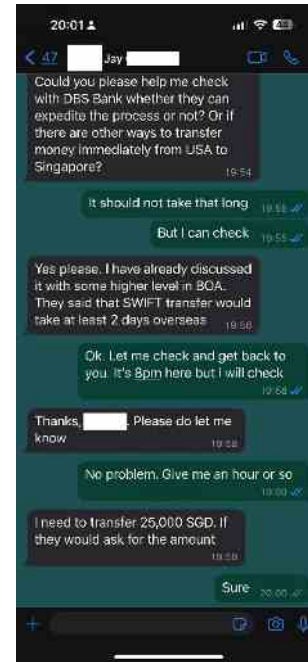 20:01
47
Jay
Could you please help me check
with DBS Bank whether they can
expedite the process or not? Or if
there are other ways to transfer
money immediately from USA to
Singapore?
19:54
It should not take that long
19:55
But I can check
19:55
Yes please. I have already discussed
it with some higher level in BOA.
They said that SWIFT transfer would
take at least 2 days overseas
19:56
Ok. Let me check and get back to
you. It's 8pm here but i will check
19:58
Thanks, . Please do let me
know
19:58
No problem. Give me an hour or so
I need to transfer 25,000 SGD. If
they would ask for the amount
19:59
Sure
20:00